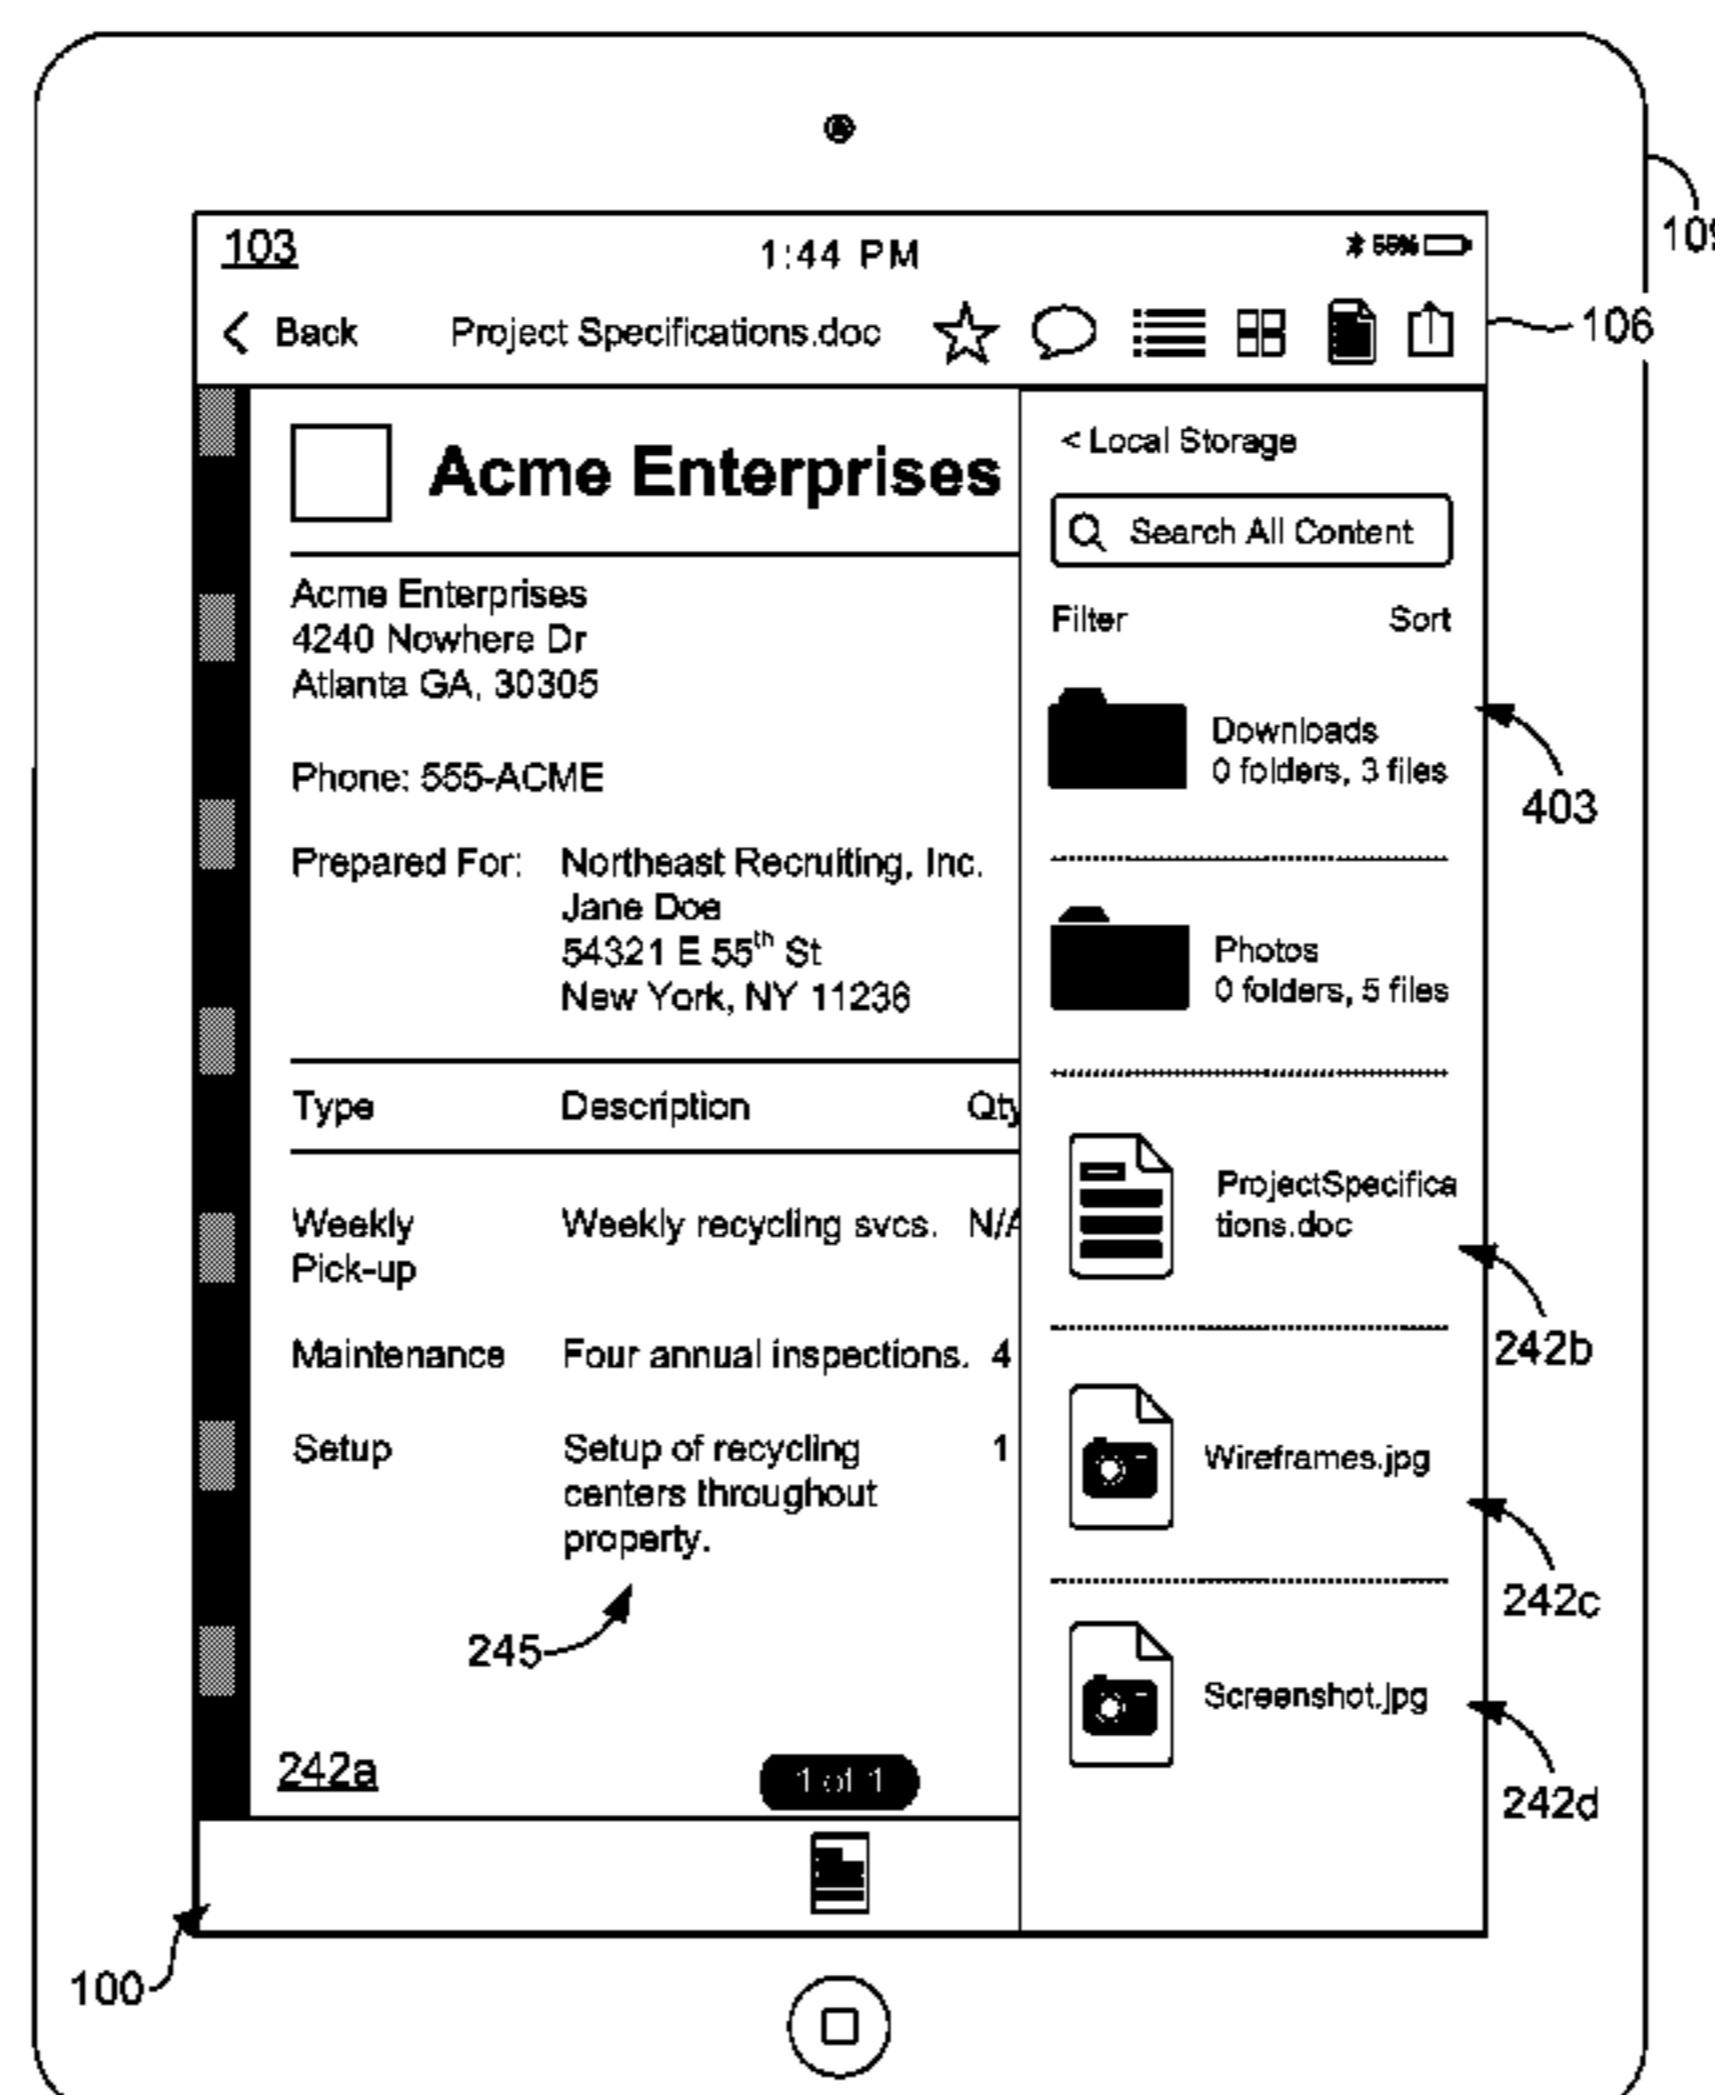 103
1:44 PM
109
Back
Project Specifications.doc
106
Acme Enterprises
< Local Storage
Search All Content
Filter
Sort
Acme Enterprises
4240 Nowhere Dr
Atlanta GA, 30305
Downloads
0 folders, 3 files
403
Phone: 555-ACME
Prepared For: Northeast Recruiting, Inc.
Jane Doe
54321 E 55th St
New York, NY 11236
Photos
0 folders, 5 files
Type Description Qty
ProjectSpecifica
tions.doc
242b
Weekly
Pick-up
Weekly recycling svcs. N/A
Maintenance Four annual inspections. 4
Setup
Setup of recycling
centers throughout
property.
1
Wireframes.jpg
242c
245
Screenshot.jpg
242d
242a
1 of 1
100